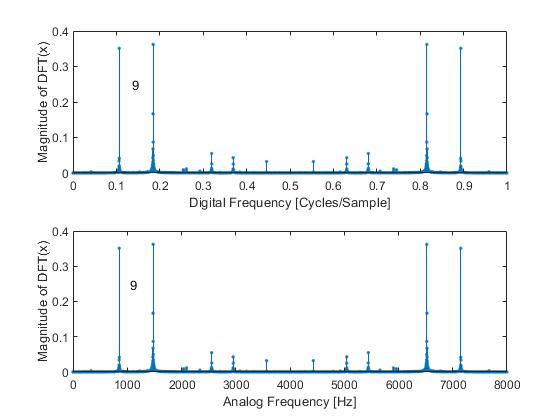 0.4
0.3
0.2
0.1
0
Magnitude of DFT(x)
9
0 0.1 0.2 0.3 0.4 0.5 0.6 0.7 0.8 0.9 1
Digital Frequency [Cycles/Sample]
0.4
0.3
0.2
0.1
0
Magnitude of DFT(x)
9
0 1000 2000 3000 4000 5000 6000 7000 8000
Analog Frequency [Hz]